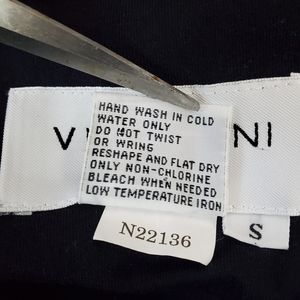 HAND WASH IN COLD
WATER ONLY
DO NOT TWIST
OR WRING
RESHAPE AND FLAT DRY
ONLY NON-CHLORINE
BLEACH WHEN NEEDED
LOW TEMPERATURE IRON
V NI
N22136
S